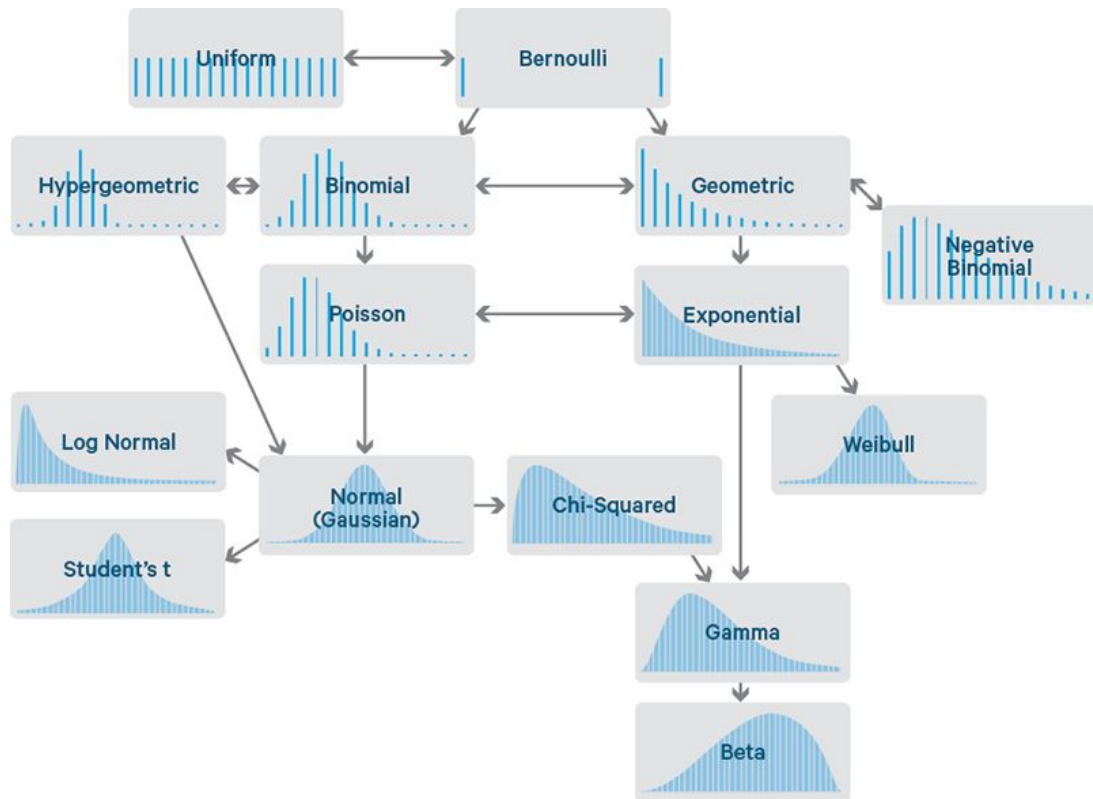 Uniform
Bernoulli
Hypergeometric
Binomial
Geometric
Negative
Binomial
Poisson
Exponential
Log Normal
Weibull
Normal
(Gaussian)
Chi-Squared
Student's t
Gamma
Beta